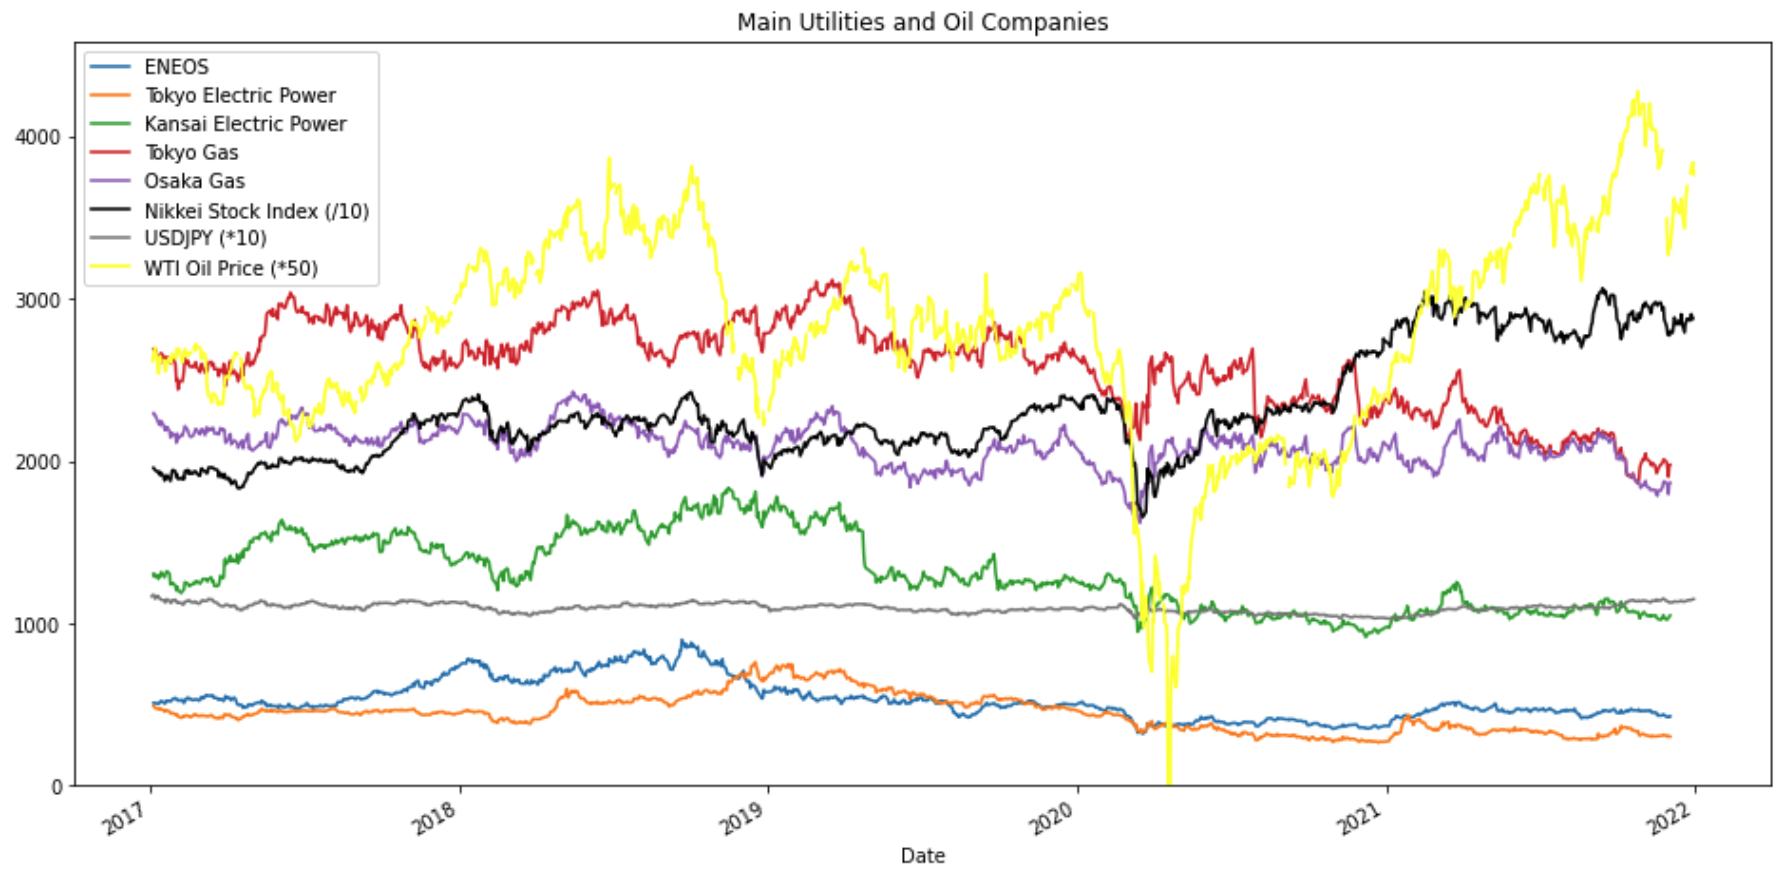 Main Utilities and Oil Companies
ENEOS
Tokyo Electric Power
Kansai Electric Power
Tokyo Gas
Osaka Gas
Nikkei Stock Index (/10)
USDJPY (*10)
WTI Oil Price (*50)
4000
3000
2000
1000
0
2017
2018
2019
2020
2021
2022
Date